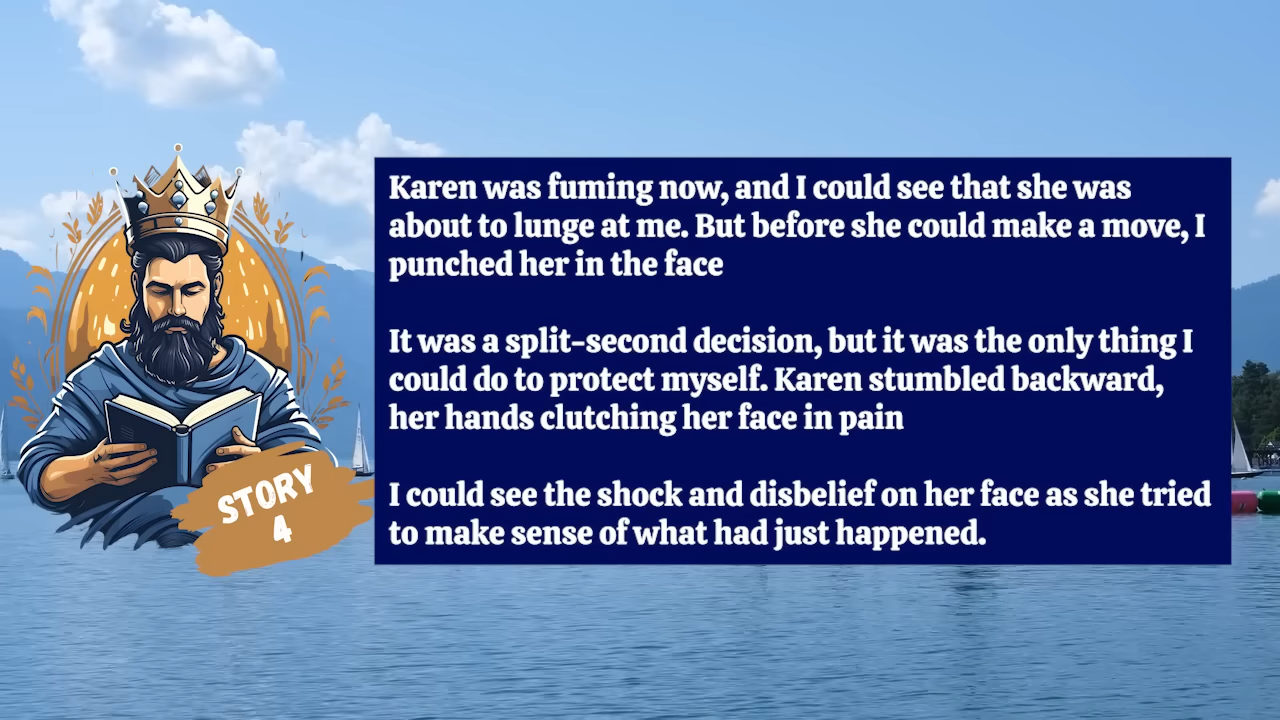 Karen was fuming now, and I could see that she was
about to lunge at me. But before she could make a move, I
punched her in the face
It was a split-second decision, but it was the only thing I
could do to protect myself. Karen stumbled backward,
her hands clutching her face in pain
I could see the shock and disbelief on her face as she tried
to make sense of what had just happened.
STORY
4